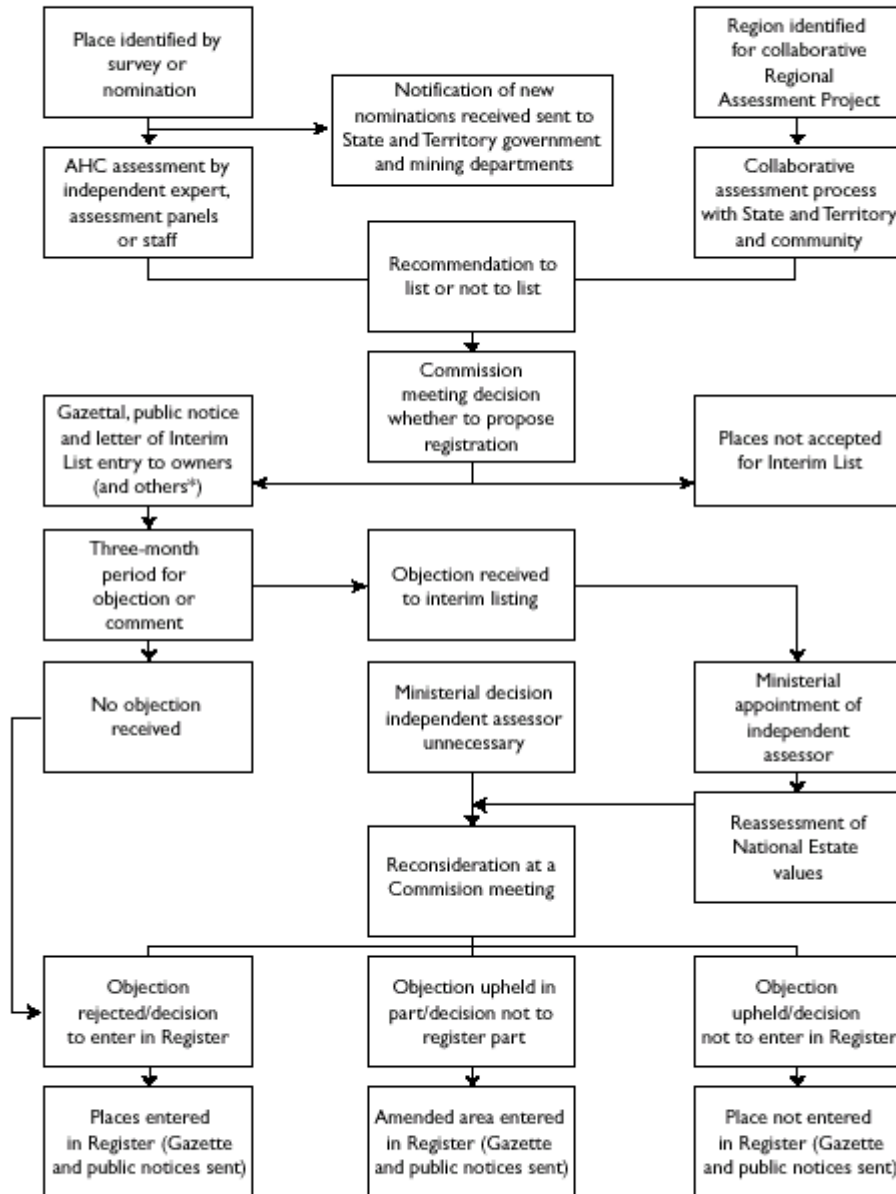 Place identified by
survey or
nomination
Notification of new
nominations received sent to
State and Territory government
and mining departments
Region identified
for collaborative
Regional
Assessment Project
AHC assessment by
independent expert,
assessment panels
or staff
Collaborative
assessment process
with State and Territory
and community
Recommendation to
list or not to list
Commission
meeting decision
whether to propose
registration
Gazettal, public notice
and letter of Interim
List entry to owners
(and others*)
Places not accepted
for Interim List
Three-month
period for
objection or
comment
Objection received
to interim listing
No objection
received
Ministerial decision
independent assessor
unnecessary
Ministerial
appointment of
independent
assessor
Reassessment of
National Estate
values
Reconsideration at a
Commision meeting
Objection
rejected/decision
to enter in Register
Objection upheld in
part/decision not to
register part
Objection
upheld/decision
not to enter in Register
Places entered
in Register (Gazette
and public notices sent)
Amended area entered
in Register (Gazette
and public notices sent)
Place not entered
in Register (Gazette
and public notices sent)